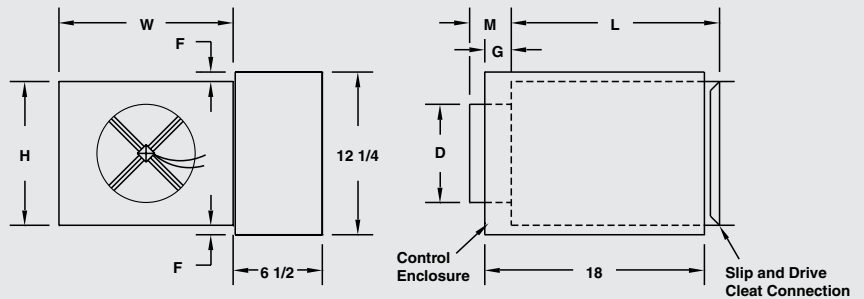 W
F
M
L
G
H
12 1/4
D
F
6 1/2
Control
Enclosure
18
Slip and Drive
Cleat Connection